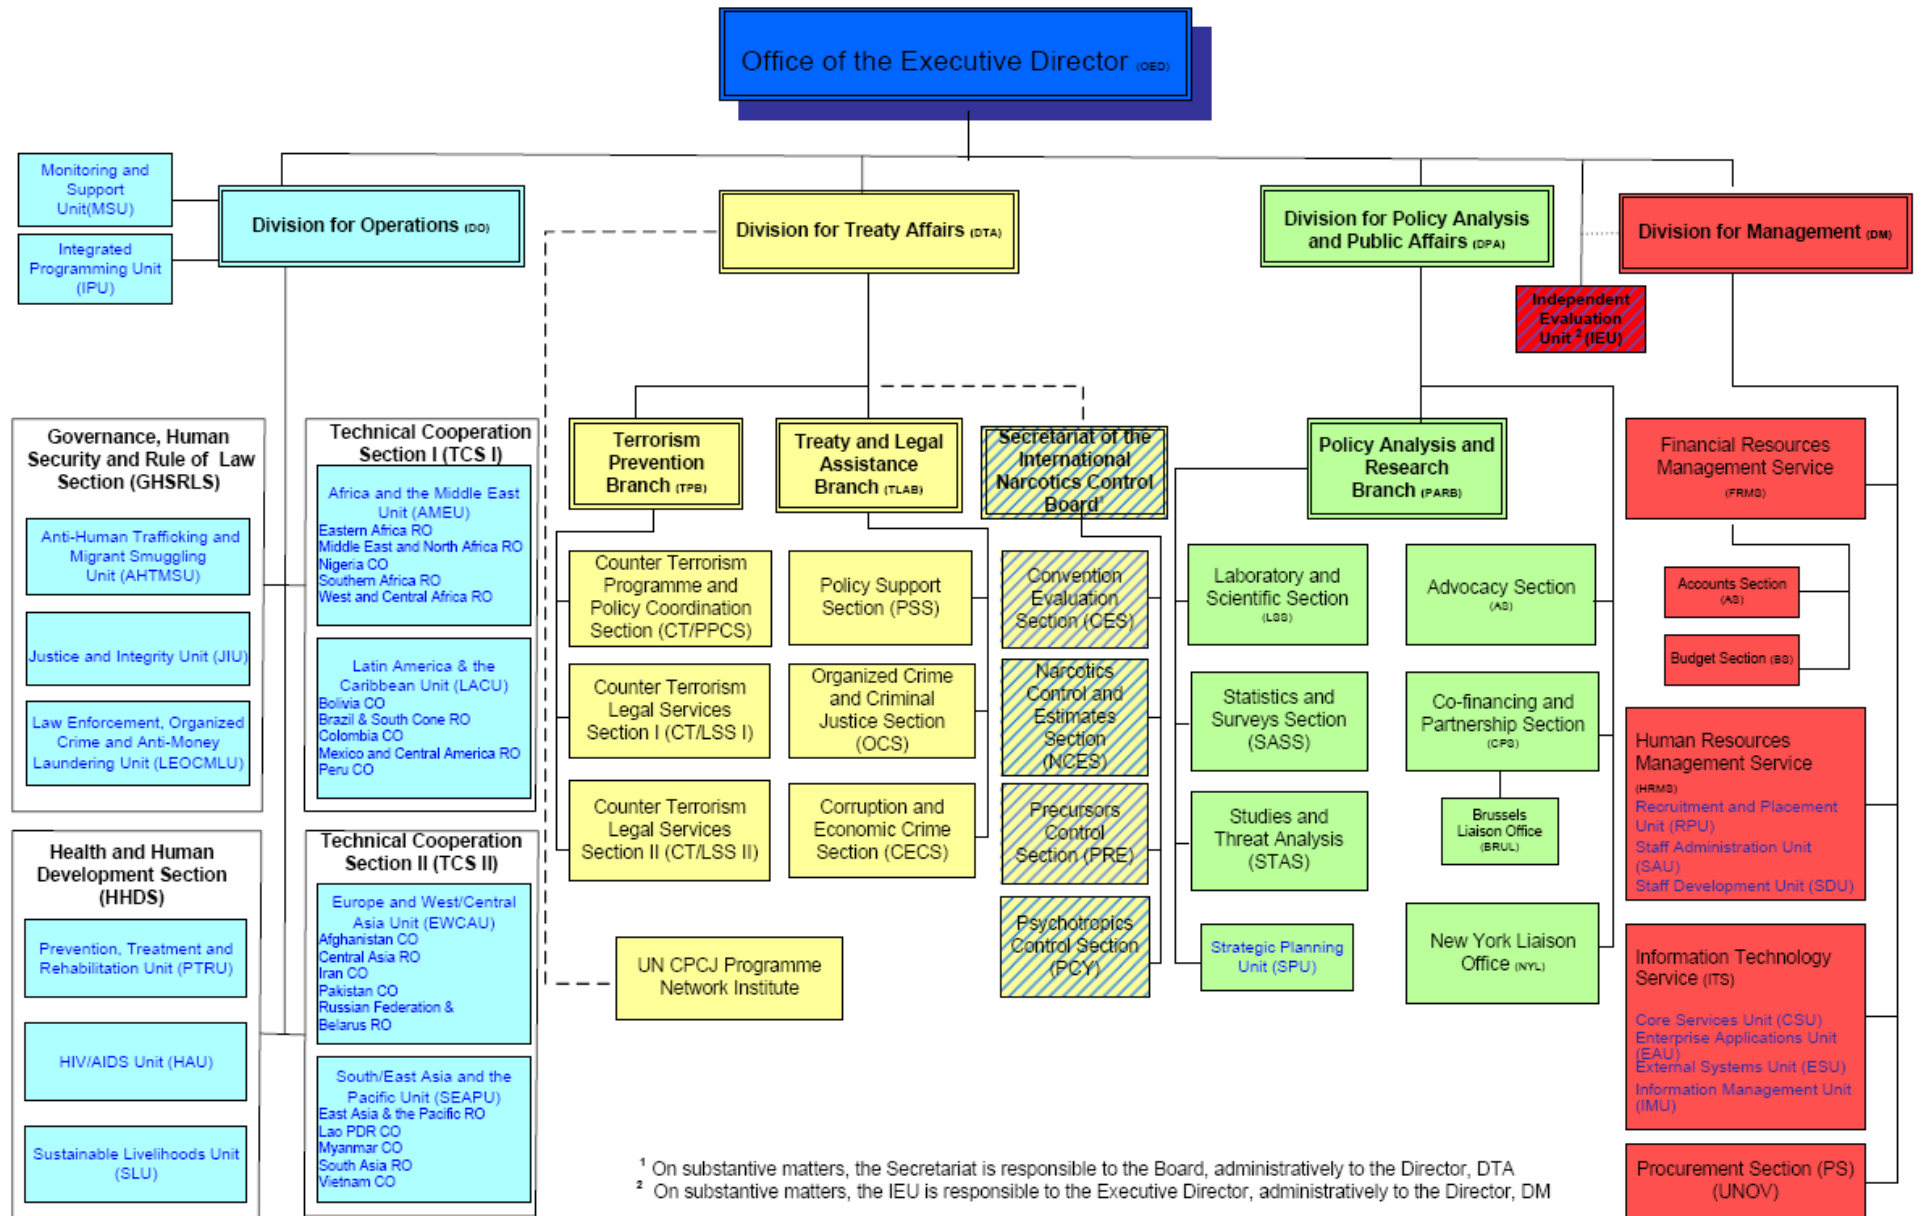 Office of the Executive Director (OED)
Monitoring and
Support
Unit(MSU)
Integrated
Programming Unit
(IPU)
Division for Operations (DO)
Division for Treaty Affairs (DTA)
Division for Policy Analysis
and Public Affairs (DPA)
Division for Management (DM)
Independent
Evaluation
Unit ² (IEU)
Governance, Human
Security and Rule of Law
Section (GHSRLS)
Anti-Human Trafficking and
Migrant Smuggling
Unit (AHTMSU)
Justice and Integrity Unit (JIU)
Law Enforcement, Organized
Crime and Anti-Money
Laundering Unit (LEOCMLU)
Health and Human
Development Section
(HHDS)
Prevention, Treatment and
Rehabilitation Unit (PTRU)
HIV/AIDS Unit (HAU)
Sustainable Livelihoods Unit
(SLU)
Technical Cooperation
Section I (TCS I)
Africa and the Middle East
Unit (AMEU)
Eastern Africa RO
Middle East and North Africa RO
Nigeria CO
Southern Africa RO
West and Central Africa RO
Latin America & the
Caribbean Unit (LACU)
Bolivia CO
Brazil & South Cone RO
Colombia CO
Mexico and Central America RO
Peru CO
Technical Cooperation
Section II (TCS II)
Europe and West/Central
Asia Unit (EWCAU)
Afghanistan CO
Central Asia RO
Iran CO
Pakistan CO
Russian Federation &
Belarus RO
South/East Asia and the
Pacific Unit (SEAPU)
East Asia & the Pacific RO
Lao PDR CO
Myanmar CO
South Asia RO
Vietnam CO
Terrorism
Prevention
Branch (TPB)
Counter Terrorism
Programme and
Policy Coordination
Section (CT/PPCS)
Counter Terrorism
Legal Services
Section I (CT/LSS I)
Counter Terrorism
Legal Services
Section II (CT/LSS II)
UN CPCJ Programme
Network Institute
Treaty and Legal
Assistance
Branch (TLAB)
Policy Support
Section (PSS)
Organized Crime
and Criminal
Justice Section
(OCS)
Corruption and
Economic Crime
Section (CECS)
Secretariat of the
International
Narcotics Control
Board¹
Convention
Evaluation
Section (CES)
Narcotics
Control and
Estimates
Section
(NCES)
Precursors
Control
Section (PRE)
Psychotropics
Control Section
(PCY)
Policy Analysis and
Research
Branch (PARB)
Laboratory and
Scientific Section
(LSS)
Statistics and
Surveys Section
(SASS)
Studies and
Threat Analysis
(STAS)
Strategic Planning
Unit (SPU)
Advocacy Section
(AS)
Co-financing and
Partnership Section
(CPS)
Brussels
Liaison Office
(BRUL)
New York Liaison
Office (NYL)
Financial Resources
Management Service
(FRMS)
Accounts Section
(AS)
Budget Section (BS)
Human Resources
Management Service
(HRMS)
Recruitment and Placement
Unit (RPU)
Staff Administration Unit
(SAU)
Staff Development Unit (SDU)
Information Technology
Service (ITS)
Core Services Unit (CSU)
Enterprise Applications Unit
(EAU)
External Systems Unit (ESU)
Information Management Unit
(IMU)
Procurement Section (PS)
(UNOV)
¹ On substantive matters, the Secretariat is responsible to the Board, administratively to the Director, DTA
² On substantive matters, the IEU is responsible to the Executive Director, administratively to the Director, DM